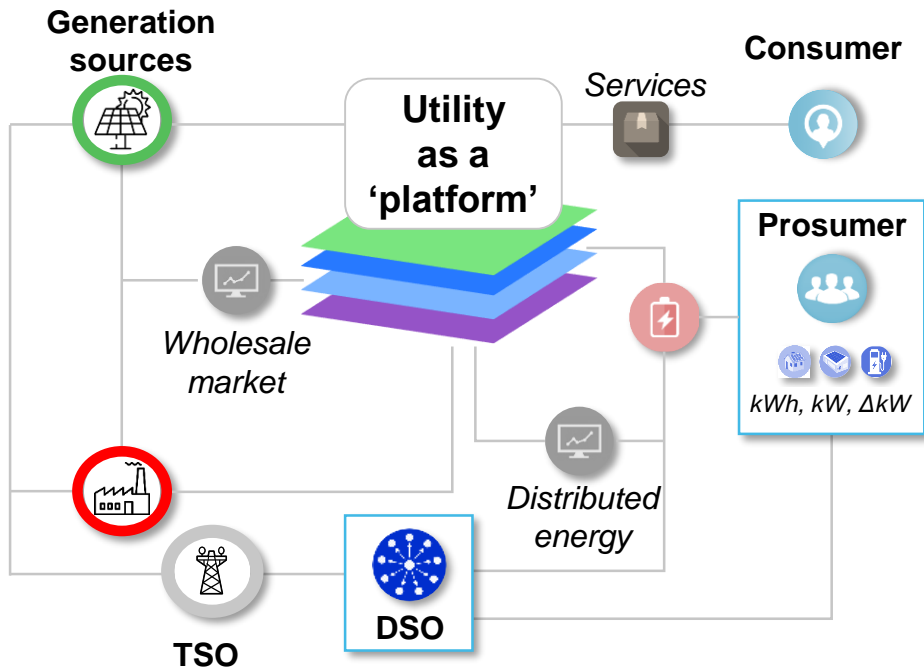 Generation
sources
Utility
as a
‘platform’
Services
Consumer
Prosumer
kWh, kW, ΔkW
Wholesale
market
Distributed
energy
DSO
TSO